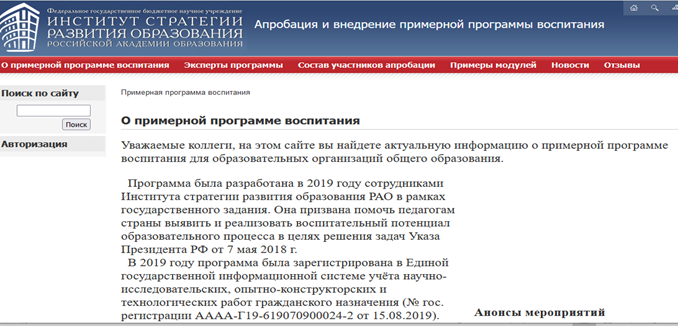 Федеральное государственное бюджетное научное учреждение
ИНСТИТУТ СТРАТЕГИИ
РАЗВИТИЯ ОБРАЗОВАНИЯ
РОССИЙСКОЙ АКАДЕМИИ ОБРАЗОВАНИЯ
Апробация и внедрение примерной программы воспитания
О примерной программе воспитания Эксперты программы Состав участников апробации Примеры модулей Новости Отзывы
Поиск по сайту
Поиск
Авторизация
Примерная программа воспитания
О примерной программе воспитания
Уважаемые коллеги, на этом сайте вы найдете актуальную информацию о примерной программе
воспитания для образовательных организаций общего образования.
Программа была разработана в 2019 году сотрудниками
Института стратегии развития образования РАО в рамках
государственного задания. Она призвана помочь педагогам
страны выявить и реализовать воспитательный потенциал
образовательного процесса в целях решения задач Указа
Президента РФ от 7 мая 2018 г.
В 2019 году программа была зарегистрирована в Единой
государственной информационной системе учёта научно-
исследовательских, опытно-конструкторских и
технологических работ гражданского назначения (№ гос.
регистрации АААА-Г19-619070900024-2 от 15.08.2019).
Анонсы мероприятий